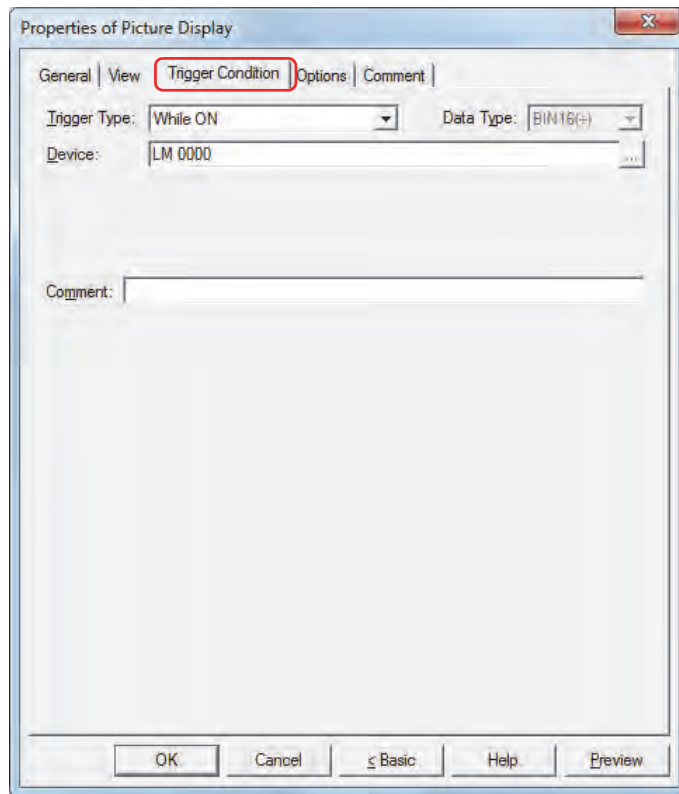 Properties of Picture Display
General View Trigger Condition Options Comment
Trigger Type: While ON Data Type: BIN16(+)
Device: LM 0000 ...
Comment:
OK Cancel < Basic Help Preview